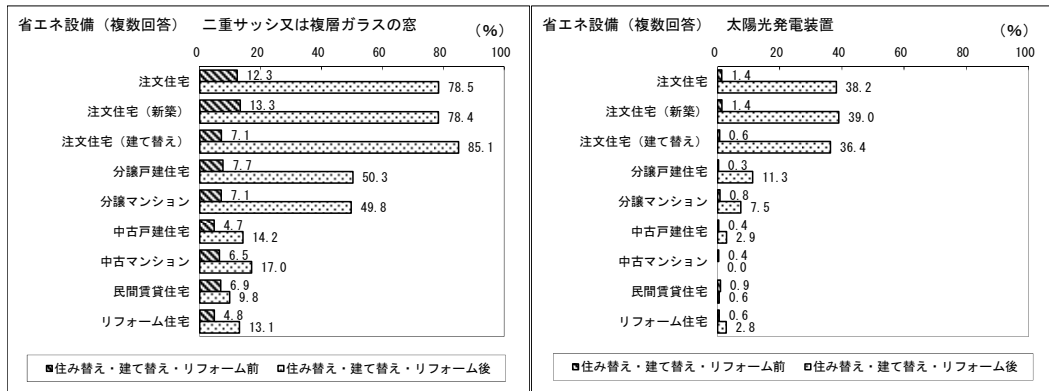 省エネ設備（複数回答）　二重サッシ又は複層ガラスの窓
（%）
0 20 40 60 80 100
注文住宅 12.3 78.5
注文住宅（新築） 13.3 78.4
注文住宅（建て替え） 7.1 85.1
分譲戸建住宅 7.7 50.3
分譲マンション 7.1 49.8
中古戸建住宅 4.7 14.2
中古マンション 6.5 17.0
民間賃貸住宅 6.9 9.8
リフォーム住宅 4.8 13.1
住み替え・建て替え・リフォーム前 住み替え・建て替え・リフォーム後
省エネ設備（複数回答）　太陽光発電装置
（%）
0 20 40 60 80 100
注文住宅 1.4 38.2
注文住宅（新築） 1.4 39.0
注文住宅（建て替え） 0.6 36.4
分譲戸建住宅 0.3 11.3
分譲マンション 0.8 7.5
中古戸建住宅 0.4 2.9
中古マンション 0.4 0.0
民間賃貸住宅 0.9 0.6
リフォーム住宅 0.6 2.8
住み替え・建て替え・リフォーム前 住み替え・建て替え・リフォーム後